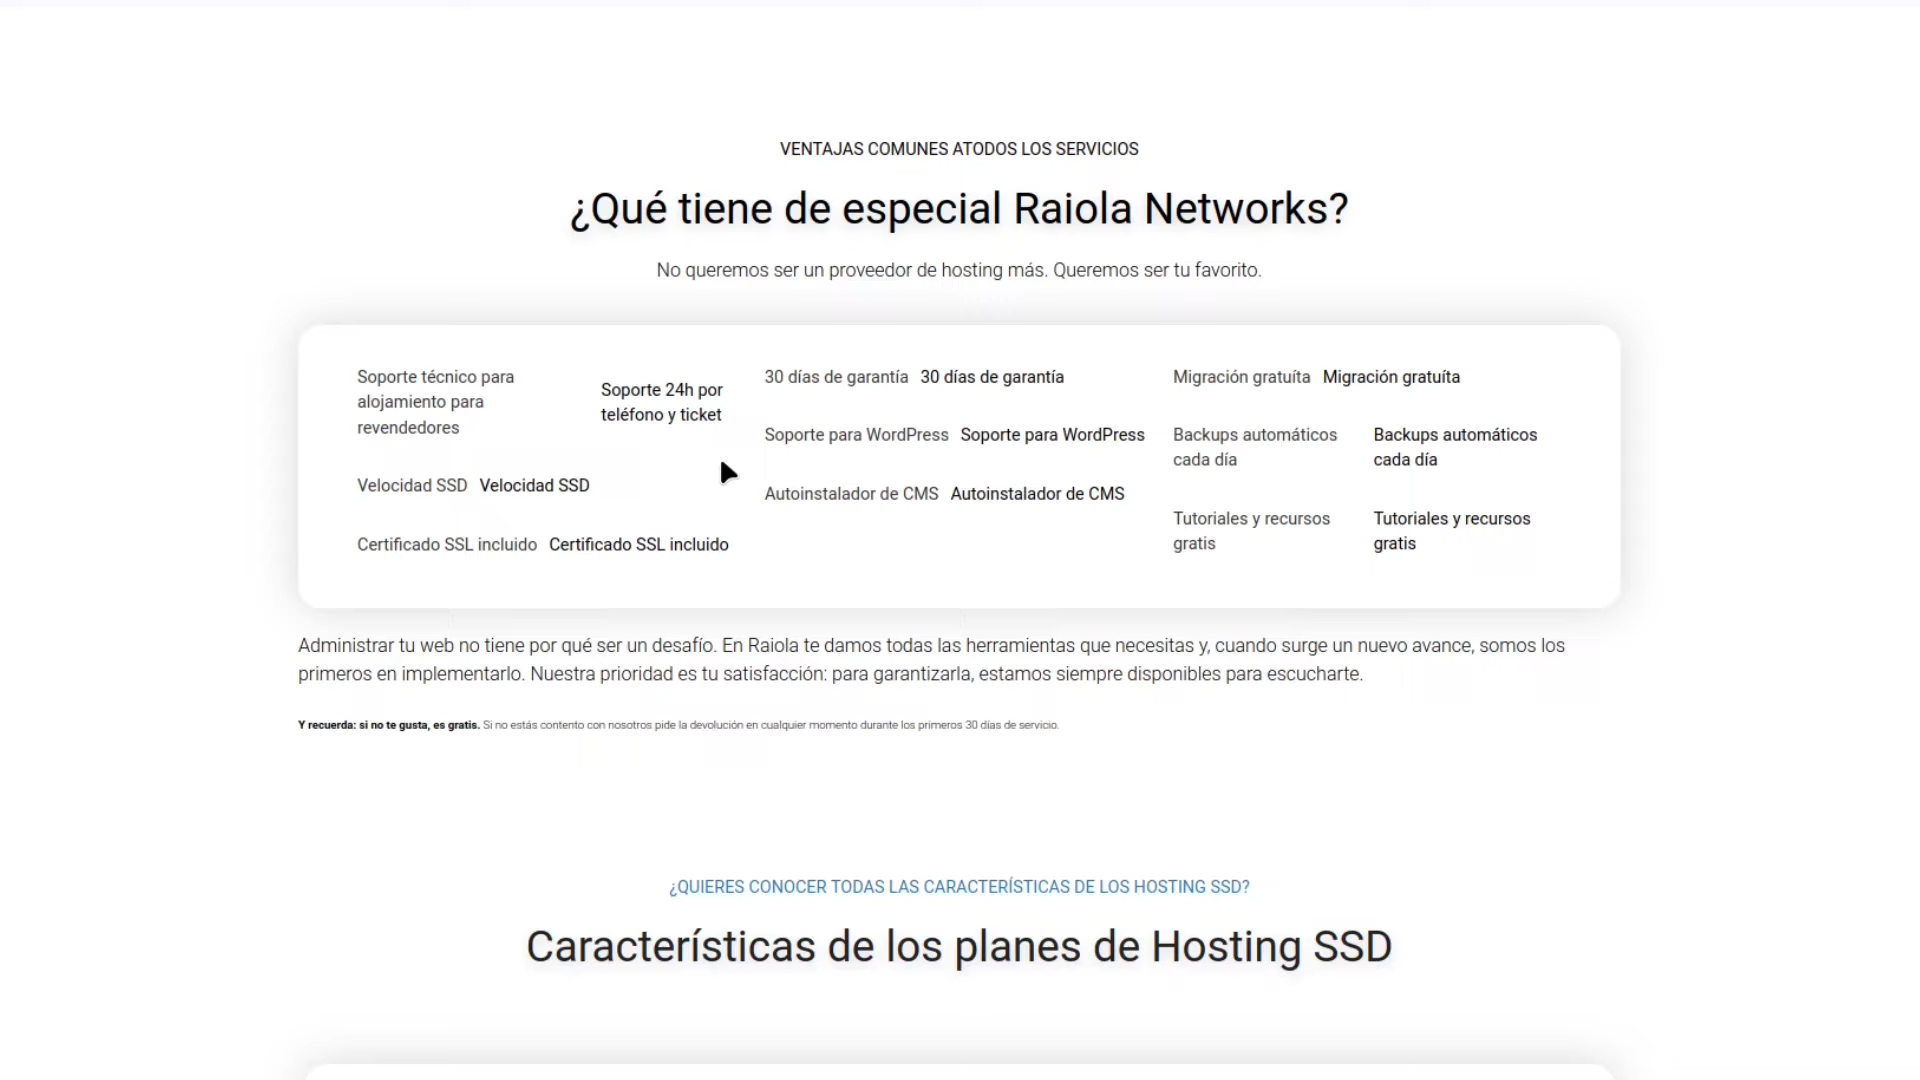 VENTAJAS COMUNES ATODOS LOS SERVICIOS
¿Qué tiene de especial Raiola Networks?
No queremos ser un proveedor de hosting más. Queremos ser tu favorito.
Soporte técnico para
alojamiento para
revendedores
Soporte 24h por
teléfono y ticket
Velocidad SSD Velocidad SSD
Certificado SSL incluido Certificado SSL incluido
30 días de garantía 30 días de garantía
Soporte para WordPress Soporte para WordPress
Autoinstalador de CMS Autoinstalador de CMS
Migración gratuíta Migración gratuíta
Backups automáticos
cada día
Backups automáticos
cada día
Tutoriales y recursos
gratis
Tutoriales y recursos
gratis
Administrar tu web no tiene por qué ser un desafío. En Raiola te damos todas las herramientas que necesitas y, cuando surge un nuevo avance, somos los
primeros en implementarlo. Nuestra prioridad es tu satisfacción: para garantizarla, estamos siempre disponibles para escucharte.
Y recuerda: si no te gusta, es gratis. Si no estás contento con nosotros pide la devolución en cualquier momento durante los primeros 30 días de servicio.
¿QUIERES CONOCER TODAS LAS CARACTERÍSTICAS DE LOS HOSTING SSD?
Características de los planes de Hosting SSD